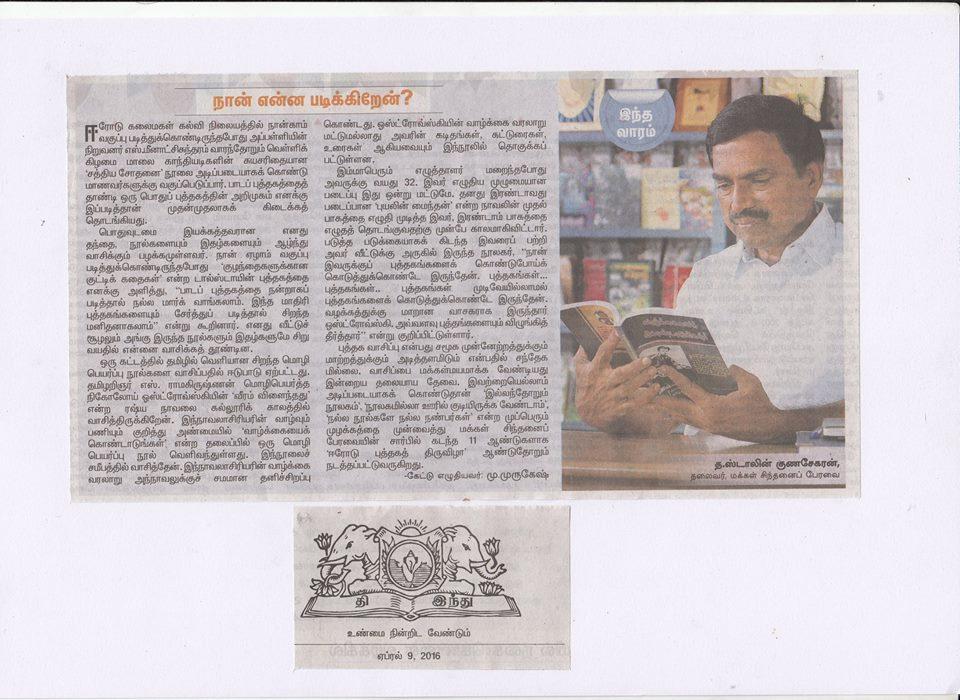 நான் என்ன படிக்கிறேன்?
ஈரோடு கலைமகள் கல்வி நிலையத்தில் நான்காம்
வகுப்பு படித்துக்கொண்டிருந்தபோது அப்பள்ளியின்
நிறுவனர் எஸ்.மீனாட்சிசுந்தரம் வாரந்தோறும் வெள்ளிக்
கிழமை மாலை காந்தியடிகளின் சுயசரிதையான
‘சத்திய சோதனை’ நூலை அடிப்படையாகக் கொண்டு
மாணவர்களுக்கு வகுப்பெடுப்பார். பாடப் புத்தகத்தைத்
தாண்டி ஒரு பொதுப் புத்தகத்தின் அறிமுகம் எனக்கு
இப்படித்தான் முதன்முதலாகக் கிடைக்கத்
தொடங்கியது.
பொதுவுடமை இயக்கத்தவரான எனது
தந்தை, நூல்களையும் இதழ்களையும் ஆழ்ந்து
வாசிக்கும் பழக்கமுள்ளவர். நான் ஏழாம் வகுப்பு
படித்துக்கொண்டிருந்தபோது ‘குழந்தைகளுக்கான
குட்டிக் கதைகள்’ என்ற டால்ஸ்டாயின் புத்தகத்தை
எனக்கு அளித்து, “பாடப் புத்தகத்தை நன்றாகப்
படித்தால் நல்ல மார்க் வாங்கலாம். இந்த மாதிரி
புத்தகங்களையும் சேர்த்துப் படித்தால் சிறந்த
மனிதனாகலாம்” என்று கூறினார். எனது வீட்டுச்
சூழலும் அங்கு இருந்த நூல்களும் இதழ்களுமே சிறு
வயதில் என்னை வாசிக்கத் தூண்டின.
ஒரு கட்டத்தில் தமிழில் வெளியான சிறந்த மொழி
பெயர்ப்பு நூல்களை வாசிப்பதில் ஈடுபாடு ஏற்பட்டது.
தமிழறிஞர் எஸ். ராமகிருஷ்ணன் மொழிபெயர்த்த
நிகோலோய் ஒஸ்ட்ரோவ்ஸ்கியின் ‘வீரம் விளைந்தது’
என்ற ரஷ்ய நாவலை கல்லூரிக் காலத்தில்
வாசித்திருக்கிறேன். இந்நாவலாசிரியரின் வாழ்வும்
பணியும் குறித்து அண்மையில் ‘வாழ்க்கையைக்
கொண்டாடுங்கள்’ என்ற தலைப்பில் ஒரு மொழி
பெயர்ப்பு நூல் வெளிவந்துள்ளது. இந்நூலைச்
சமீபத்தில் வாசித்தேன். இந்நாவலாசிரியரின் வாழ்க்கை
வரலாறு அந்நாவலுக்குச் சமமான தனிச்சிறப்பு
கொண்டது. ஒஸ்ட்ரோவ்ஸ்கியின் வாழ்க்கை வரலாறு
மட்டுமல்லாது அவரின் கடிதங்கள், கட்டுரைகள்,
உரைகள் ஆகியவையும் இந்நூலில் தொகுக்கப்
பட்டுள்ளன.
இம்மாபெரும் எழுத்தாளர் மறைந்தபோது
அவருக்கு வயது 32. இவர் எழுதிய முழுமையான
படைப்பு இது ஒன்று மட்டுமே. தனது இரண்டாவது
படைப்பான ‘புயலின் மைந்தன்’ என்ற நாவலின் முதல்
பாகத்தை எழுதி முடித்த இவர், இரண்டாம் பாகத்தை
எழுதத் தொடங்குவதற்கு முன்பே காலமாகிவிட்டார்.
படுத்த படுக்கையாகக் கிடந்த இவரைப் பற்றி
அவர் வீட்டுக்கு அருகில் இருந்த நூலகர், “நான்
இவருக்குப் புத்தகங்களைக் கொண்டுபோய்க்
கொடுத்துக்கொண்டே இருந்தேன். புத்தகங்கள்...
புத்தகங்கள்.. புத்தகங்கள் முடிவேயில்லாமல்
புத்தகங்களைக் கொடுத்துக்கொண்டே இருந்தேன்.
வழக்கத்துக்கு மாறான வாசகராக இருந்தார்
ஒஸ்ட்ரோவ்ஸ்கி. அவ்வளவு புத்தங்களையும் விழுங்கித்
தீர்த்தார்” என்று குறிப்பிட்டுள்ளார்.
புத்தக வாசிப்பு என்பது சமூக முன்னேற்றத்துக்கும்
மாற்றத்துக்கும் அடித்தளமிடும் என்பதில் சந்தேக
மில்லை. வாசிப்பை மக்கள்மயமாக்க வேண்டியது
இன்றைய தலையாய தேவை. இவற்றையெல்லாம்
அடிப்படையாகக் கொண்டுதான் ‘இல்லந்தோறும்
நூலகம்’, ‘நூலகமில்லா ஊரில் குடியிருக்க வேண்டாம்’,
‘நல்ல நூல்களே நல்ல நண்பர்கள்’ என்ற முப்பெரும்
முழக்கத்தை முன்வைத்து மக்கள் சிந்தனைப்
பேரவையின் சார்பில் கடந்த 11 ஆண்டுகளாக
‘ஈரோடு புத்தகத் திருவிழா’ ஆண்டுதோறும்
நடத்தப்பட்டுவருகிறது.
-கேட்டு எழுதியவர்: மு.முருகேஷ்
இந்த
வாரம்
த.ஸ்டாலின் குணசேகரன்,
தலைவர், மக்கள் சிந்தனைப் பேரவை
தி இந்து
உண்மை நின்றிட வேண்டும்
ஏப்ரல் 9, 2016